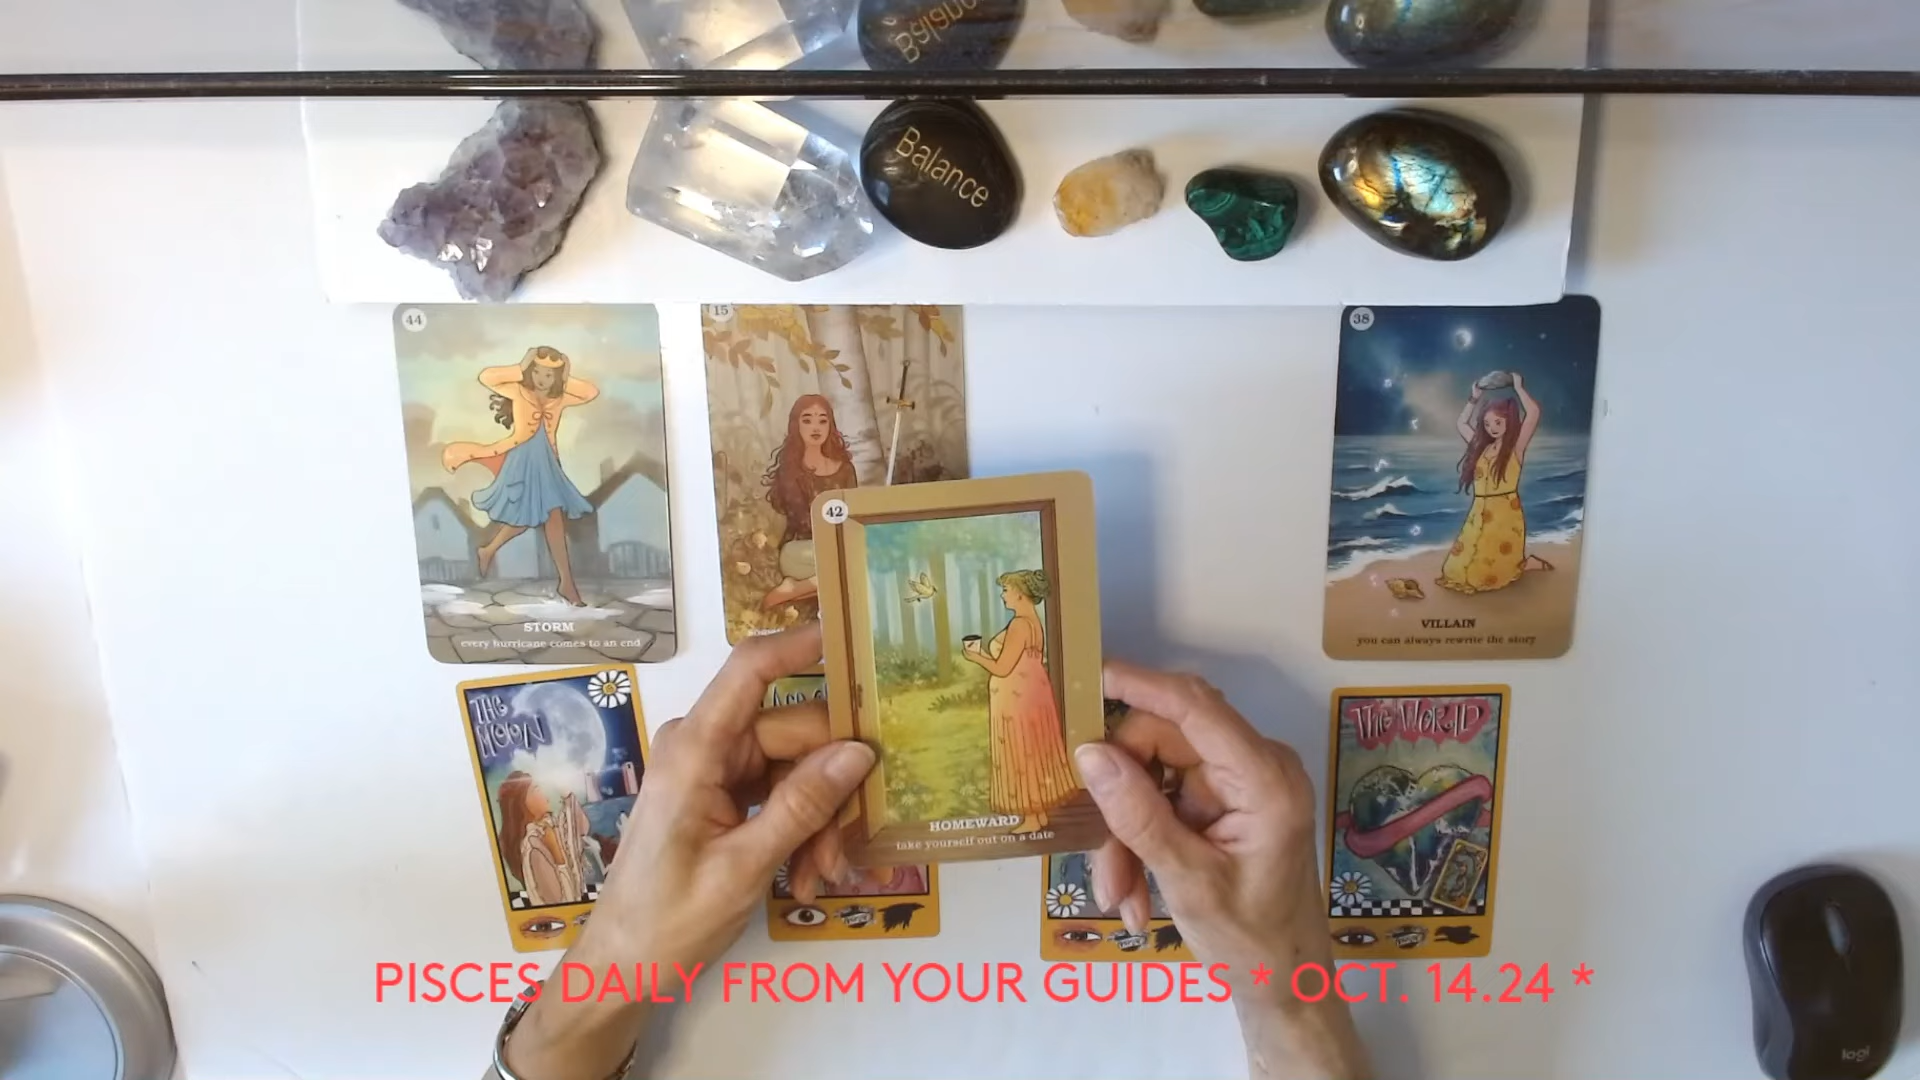 Balance
Balance
44
15
38
STORM
every hurricane comes to an end
42
HOMEWARD
take yourself out on a date
VILLAIN
you can always rewrite the story
THE
MOON
THE WORLD
PISCES DAILY FROM YOUR GUIDES * OCT. 14.24 *
logi